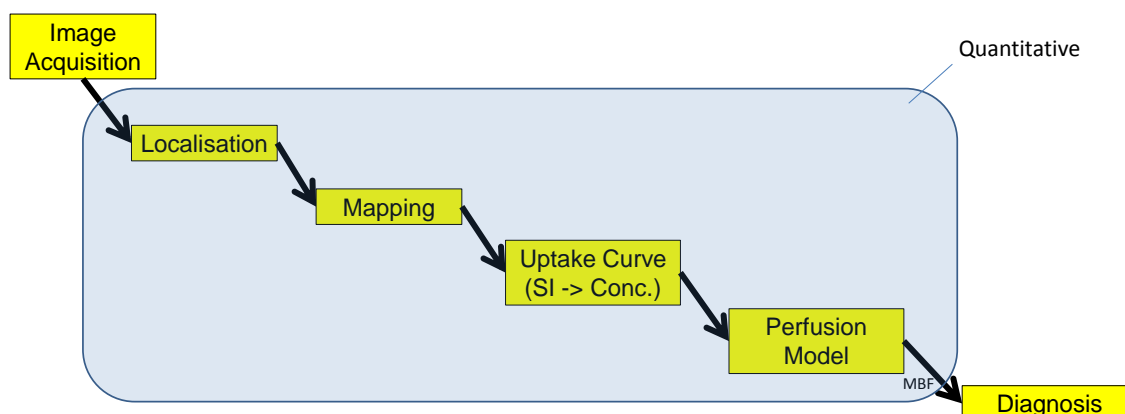 Image
Acquisition
Quantitative
Localisation
Mapping
Uptake Curve
(SI -> Conc.)
Perfusion
Model
MBF
Diagnosis